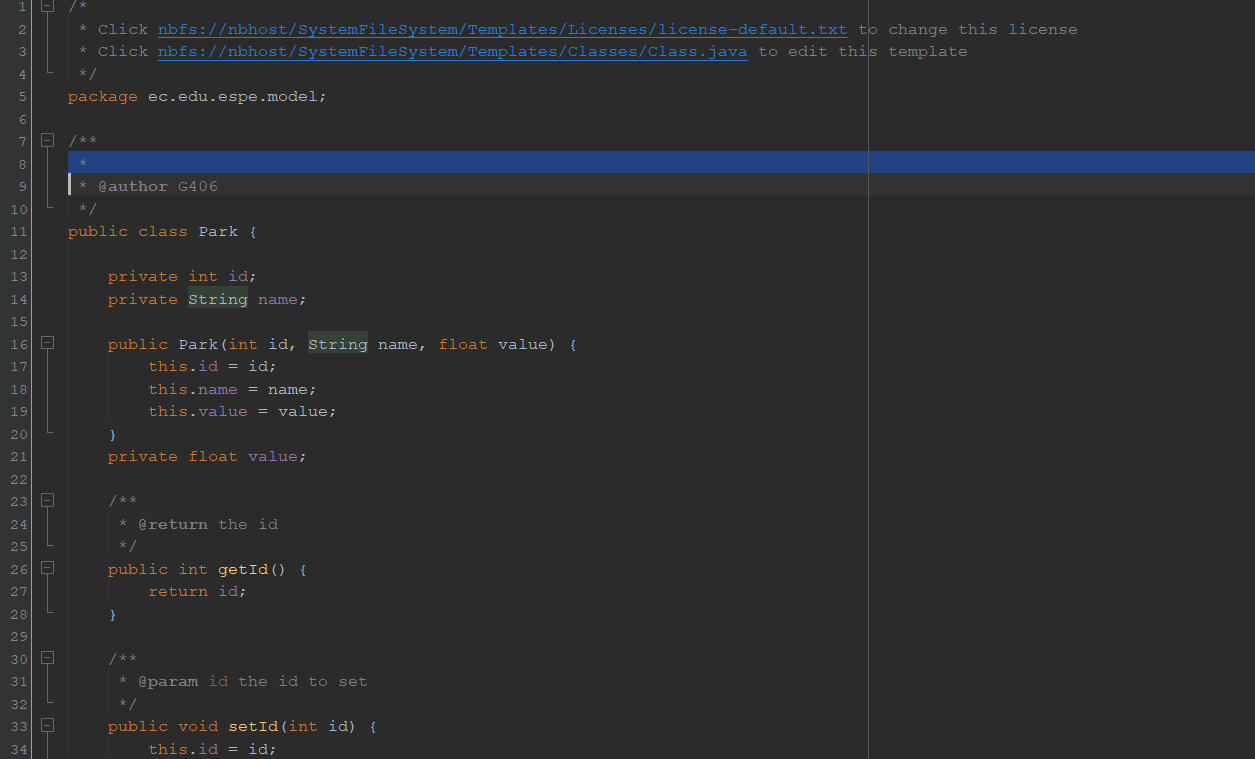 1 /*
2  * Click nbfs://nbhost/SystemFileSystem/Templates/Licenses/license-default.txt to change this license
3  * Click nbfs://nbhost/SystemFileSystem/Templates/Classes/Class.java to edit this template
4  */
5 package ec.edu.espe.model;
6
7 /**
8  *
9  * @author G406
10  */
11 public class Park {
12
13     private int id;
14     private String name;
15
16     public Park(int id, String name, float value) {
17         this.id = id;
18         this.name = name;
19         this.value = value;
20     }
21     private float value;
22
23     /**
24      * @return the id
25      */
26     public int getId() {
27         return id;
28     }
29
30     /**
31      * @param id the id to set
32      */
33     public void setId(int id) {
34         this.id = id;